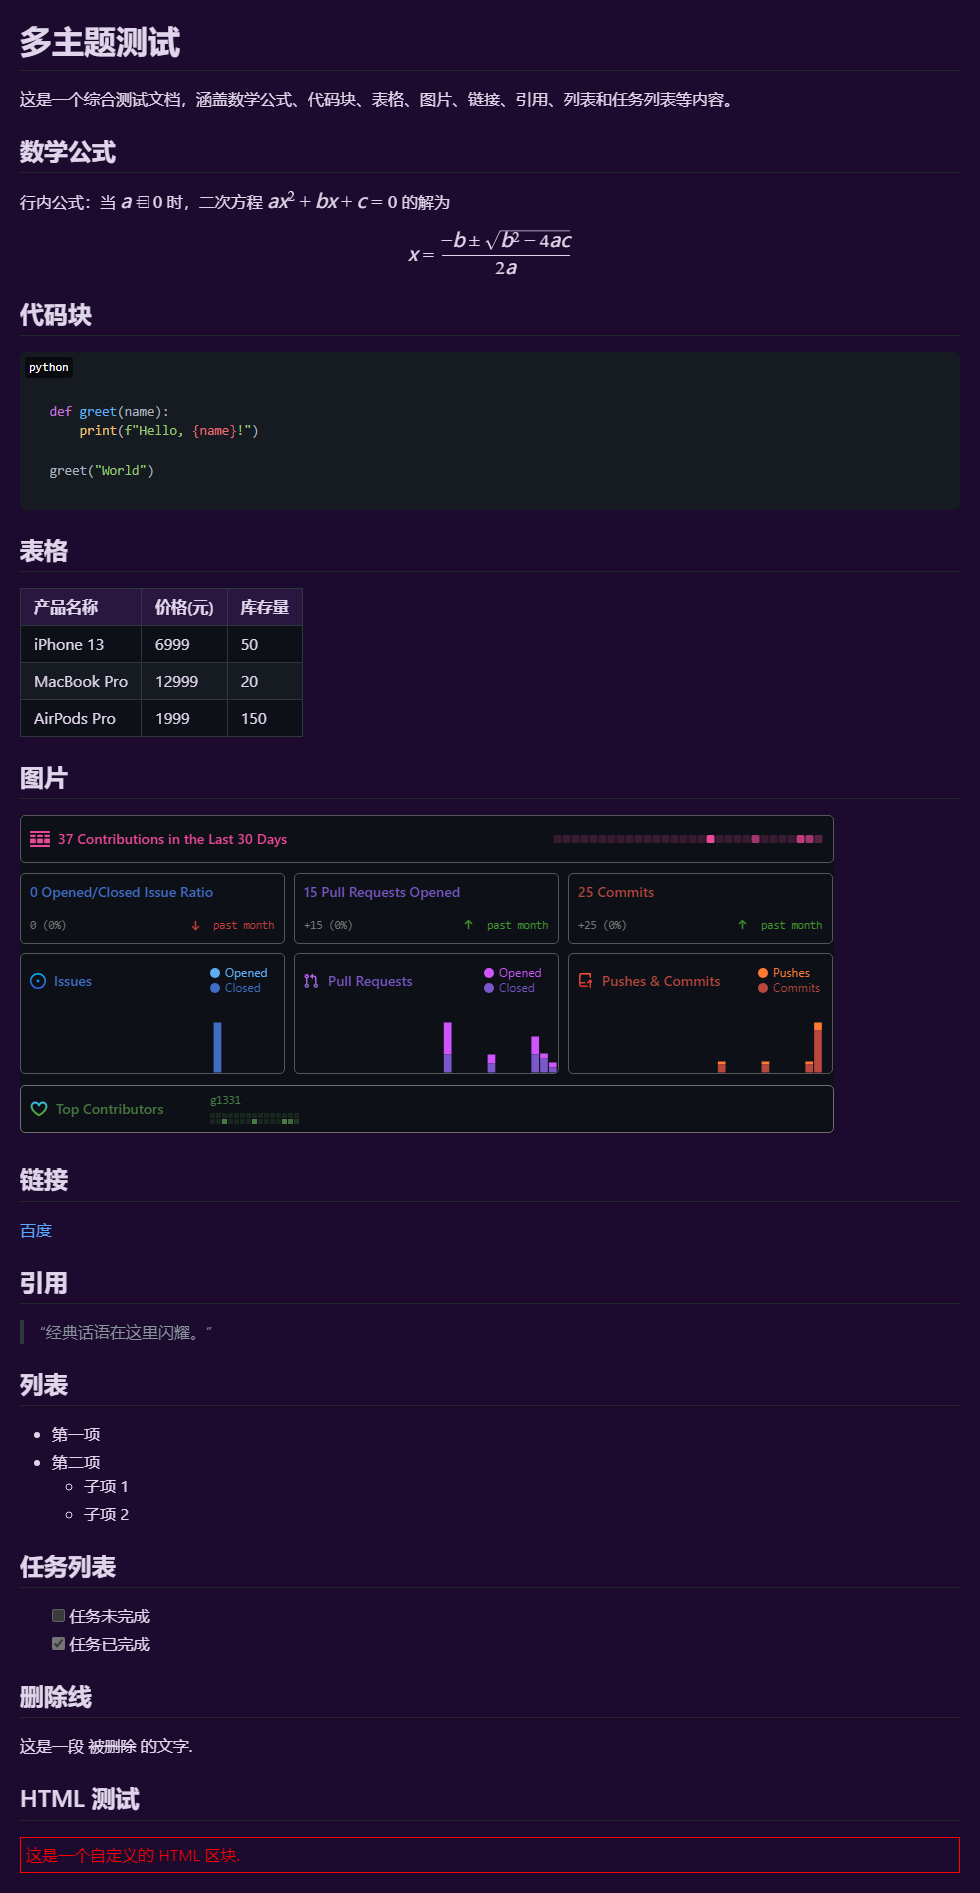 多主题测试
这是一个综合测试文档，涵盖数学公式、代码块、表格、图片、链接、引用、列表和任务列表等内容。
数学公式
行内公式：当 a ∃ 0 时，二次方程 ax² + bx + c = 0 的解为
x = (-b ± √(b² − 4ac)) / 2a
代码块
python
def greet(name):
    print(f"Hello, {name}!")
greet("World")
表格
产品名称 价格(元) 库存量
iPhone 13 6999 50
MacBook Pro 12999 20
AirPods Pro 1999 150
图片
37 Contributions in the Last 30 Days
0 Opened/Closed Issue Ratio
0 (0%) ↓ past month
15 Pull Requests Opened
+15 (0%) ↑ past month
25 Commits
+25 (0%) ↑ past month
Issues
Opened
Closed
Pull Requests
Opened
Closed
Pushes & Commits
Pushes
Commits
Top Contributors
g1331
链接
百度
引用
“经典话语在这里闪耀。”
列表
• 第一项
• 第二项
◦ 子项 1
◦ 子项 2
任务列表
☐ 任务未完成
☑ 任务已完成
删除线
这是一段 被删除 的文字.
HTML 测试
这是一个自定义的 HTML 区块.